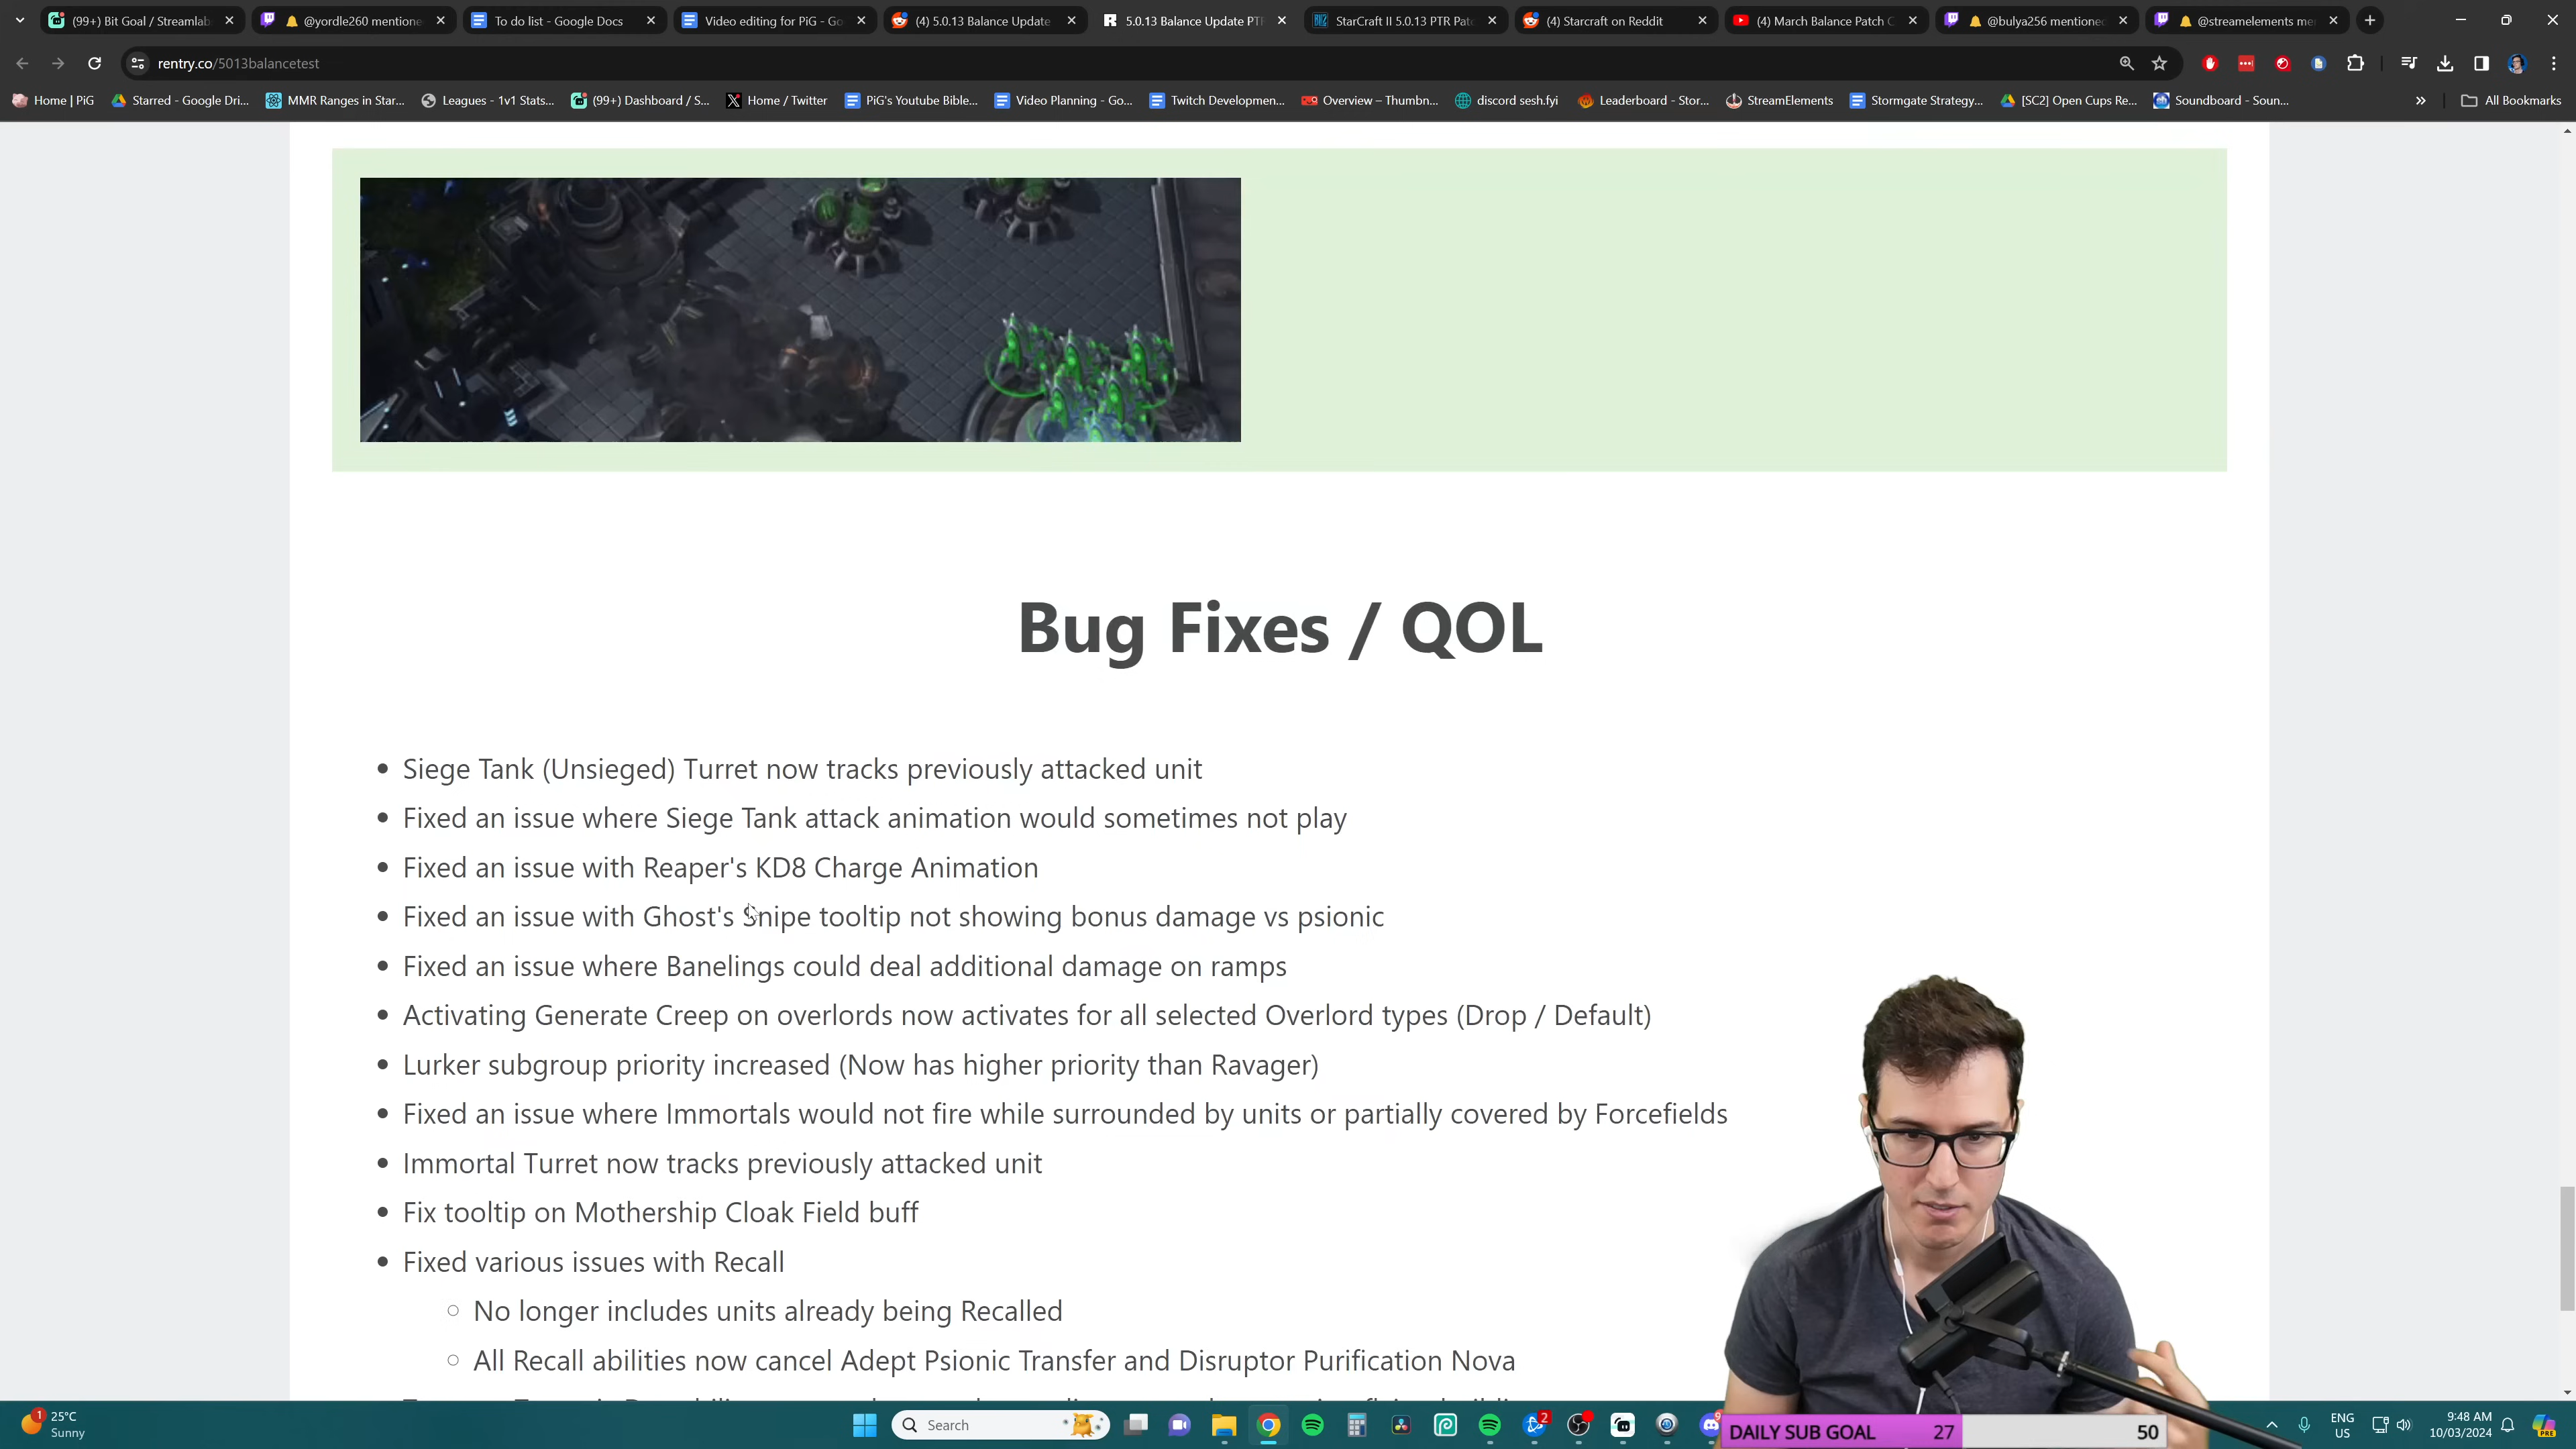 (99+) Bit Goal / Streamlab
@yordle260 mentione
To do list - Google Docs
Video editing for PiG - Go
(4) 5.0.13 Balance Update
5.0.13 Balance Update PT
StarCraft II 5.0.13 PTR Pat
(4) Starcraft on Reddit
(4) March Balance Patch C
@bulya256 mentioned
@streamelements me
rentry.co/5013balancetest
Home | PiG
Starred - Google Dri...
MMR Ranges in Star...
Leagues - 1v1 Stats...
(99+) Dashboard / S...
Home / Twitter
PiG's Youtube Bible...
Video Planning - Go...
Twitch Developmen...
Overview – Thumbn...
discord sesh.fyi
Leaderboard - Stor...
StreamElements
Stormgate Strategy...
[SC2] Open Cups Re...
Soundboard - Soun...
All Bookmarks
Bug Fixes / QOL
Siege Tank (Unsieged) Turret now tracks previously attacked unit
Fixed an issue where Siege Tank attack animation would sometimes not play
Fixed an issue with Reaper's KD8 Charge Animation
Fixed an issue with Ghost's Snipe tooltip not showing bonus damage vs psionic
Fixed an issue where Banelings could deal additional damage on ramps
Activating Generate Creep on overlords now activates for all selected Overlord types (Drop / Default)
Lurker subgroup priority increased (Now has higher priority than Ravager)
Fixed an issue where Immortals would not fire while surrounded by units or partially covered by Forcefields
Immortal Turret now tracks previously attacked unit
Fix tooltip on Mothership Cloak Field buff
Fixed various issues with Recall
No longer includes units already being Recalled
All Recall abilities now cancel Adept Psionic Transfer and Disruptor Purification Nova
1
25°C
Sunny
Search
2
DAILY SUB GOAL 27 50
ENG
US
9:48 AM
10/03/2024
PRE